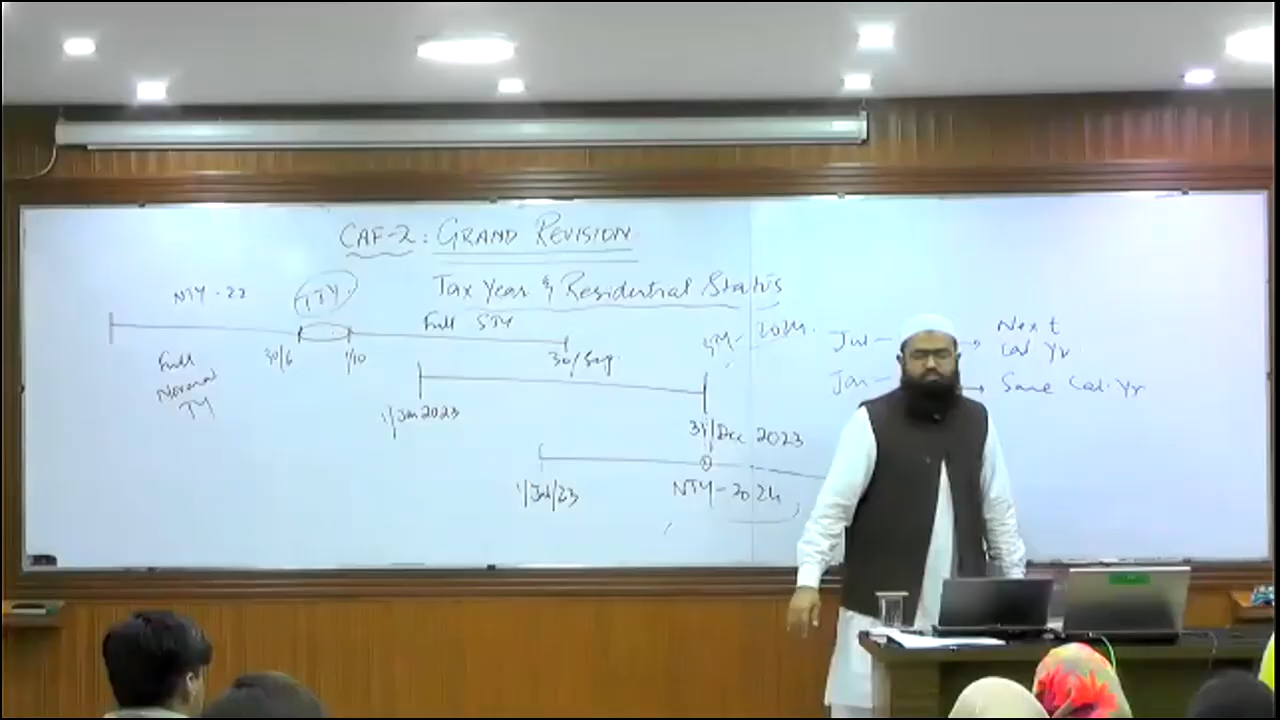 CAF-2: GRAND REVISION
Tax Year & Residential Status
NTY-22
TTY
Full STY
30/6
1/10
30/Sep
Full
Normal
TY
2024
1/Jan 2023
31/Dec 2023
1/Jul/23
NTY-2024
Jul → Next
Cal Yr
Jan → Same Cal. Yr